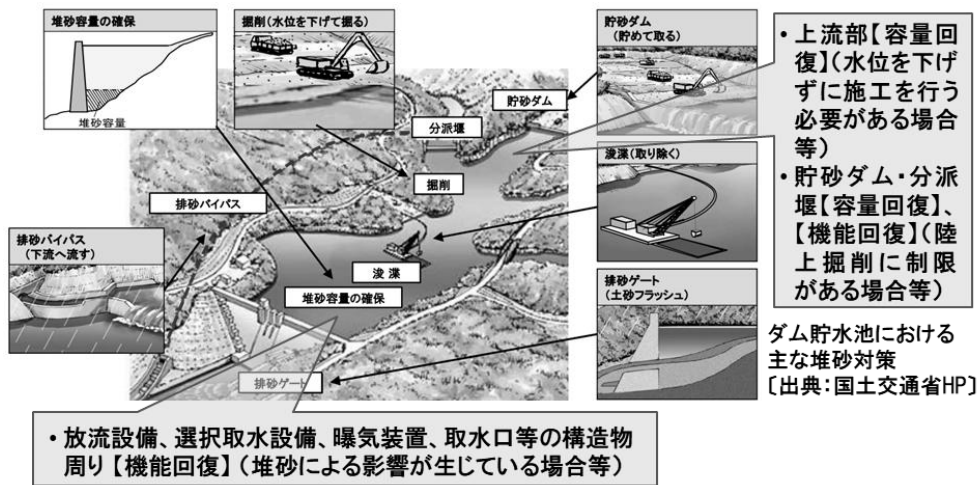 堆砂容量の確保
堆砂容量
掘削(水位を下げて掘る)
貯砂ダム
(貯めて取る)
・上流部【容量回
復】(水位を下げ
ずに施工を行う
必要がある場合
等)
・貯砂ダム・分派
堰【容量回復】、
【機能回復】(陸
上掘削に制限
がある場合等)
貯砂ダム
分派堰
掘削
浚渫(取り除く)
排砂バイパス
排砂バイパス
(下流へ流す)
浚渫
堆砂容量の確保
排砂ゲート
(土砂フラッシュ)
排砂ゲート
ダム貯水池における
主な堆砂対策
〔出典:国土交通省HP〕
・放流設備、選択取水設備、曝気装置、取水口等の構造物
周り【機能回復】(堆砂による影響が生じている場合等)